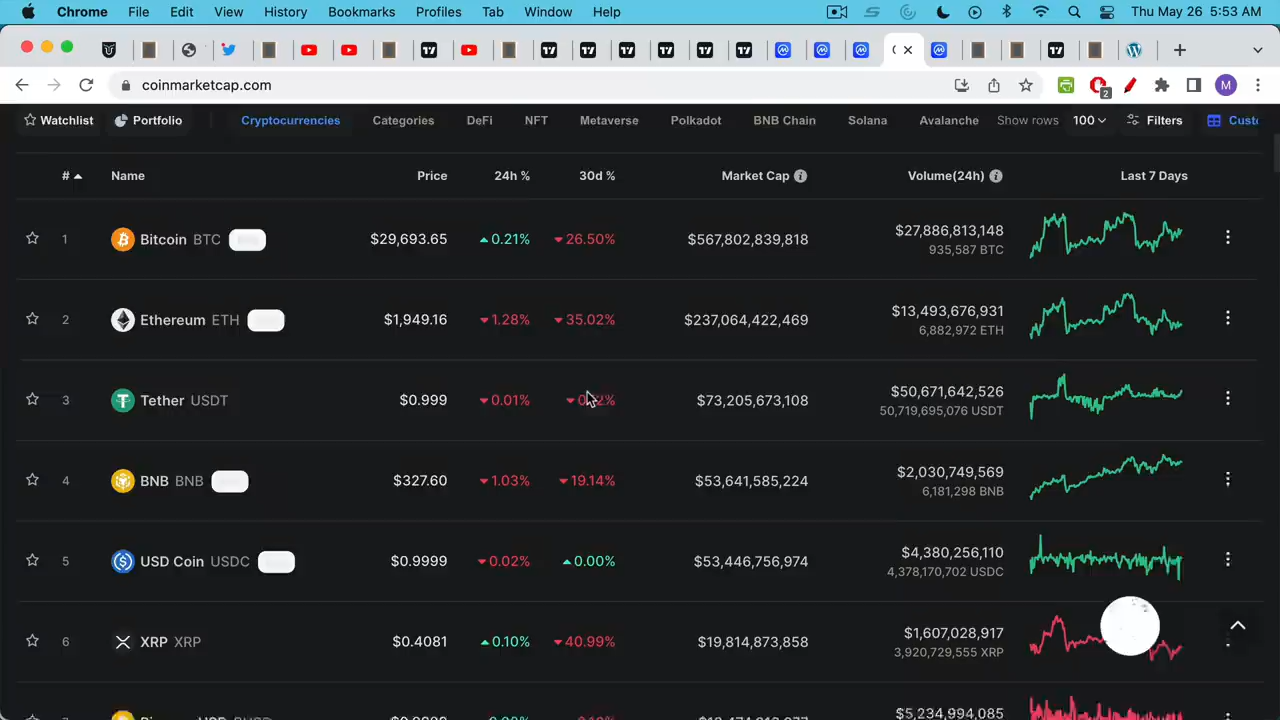 Chrome File Edit View History Bookmarks Profiles Tab Window Help Thu May 26 5:53 AM
coinmarketcap.com 2 M
Watchlist Portfolio Cryptocurrencies Categories DeFi NFT Metaverse Polkadot BNB Chain Solana Avalanche Show rows 100 Filters Custo
# Name Price 24h % 30d % Market Cap Volume(24h) Last 7 Days
1 Bitcoin BTC $29,693.65 0.21% 26.50% $567,802,839,818 $27,886,813,148
935,587 BTC
2 Ethereum ETH $1,949.16 1.28% 35.02% $237,064,422,469 $13,493,676,931
6,882,972 ETH
3 Tether USDT $0.999 0.01% $73,205,673,108 $50,671,642,526
50,719,695,076 USDT
4 BNB BNB $327.60 1.03% 19.14% $53,641,585,224 $2,030,749,569
6,181,298 BNB
5 USD Coin USDC $0.9999 0.02% 0.00% $53,446,756,974 $4,380,256,110
4,378,170,702 USDC
6 XRP XRP $0.4081 0.10% 40.99% $19,814,873,858 $1,607,028,917
3,920,729,555 XRP
$5,234,994,085